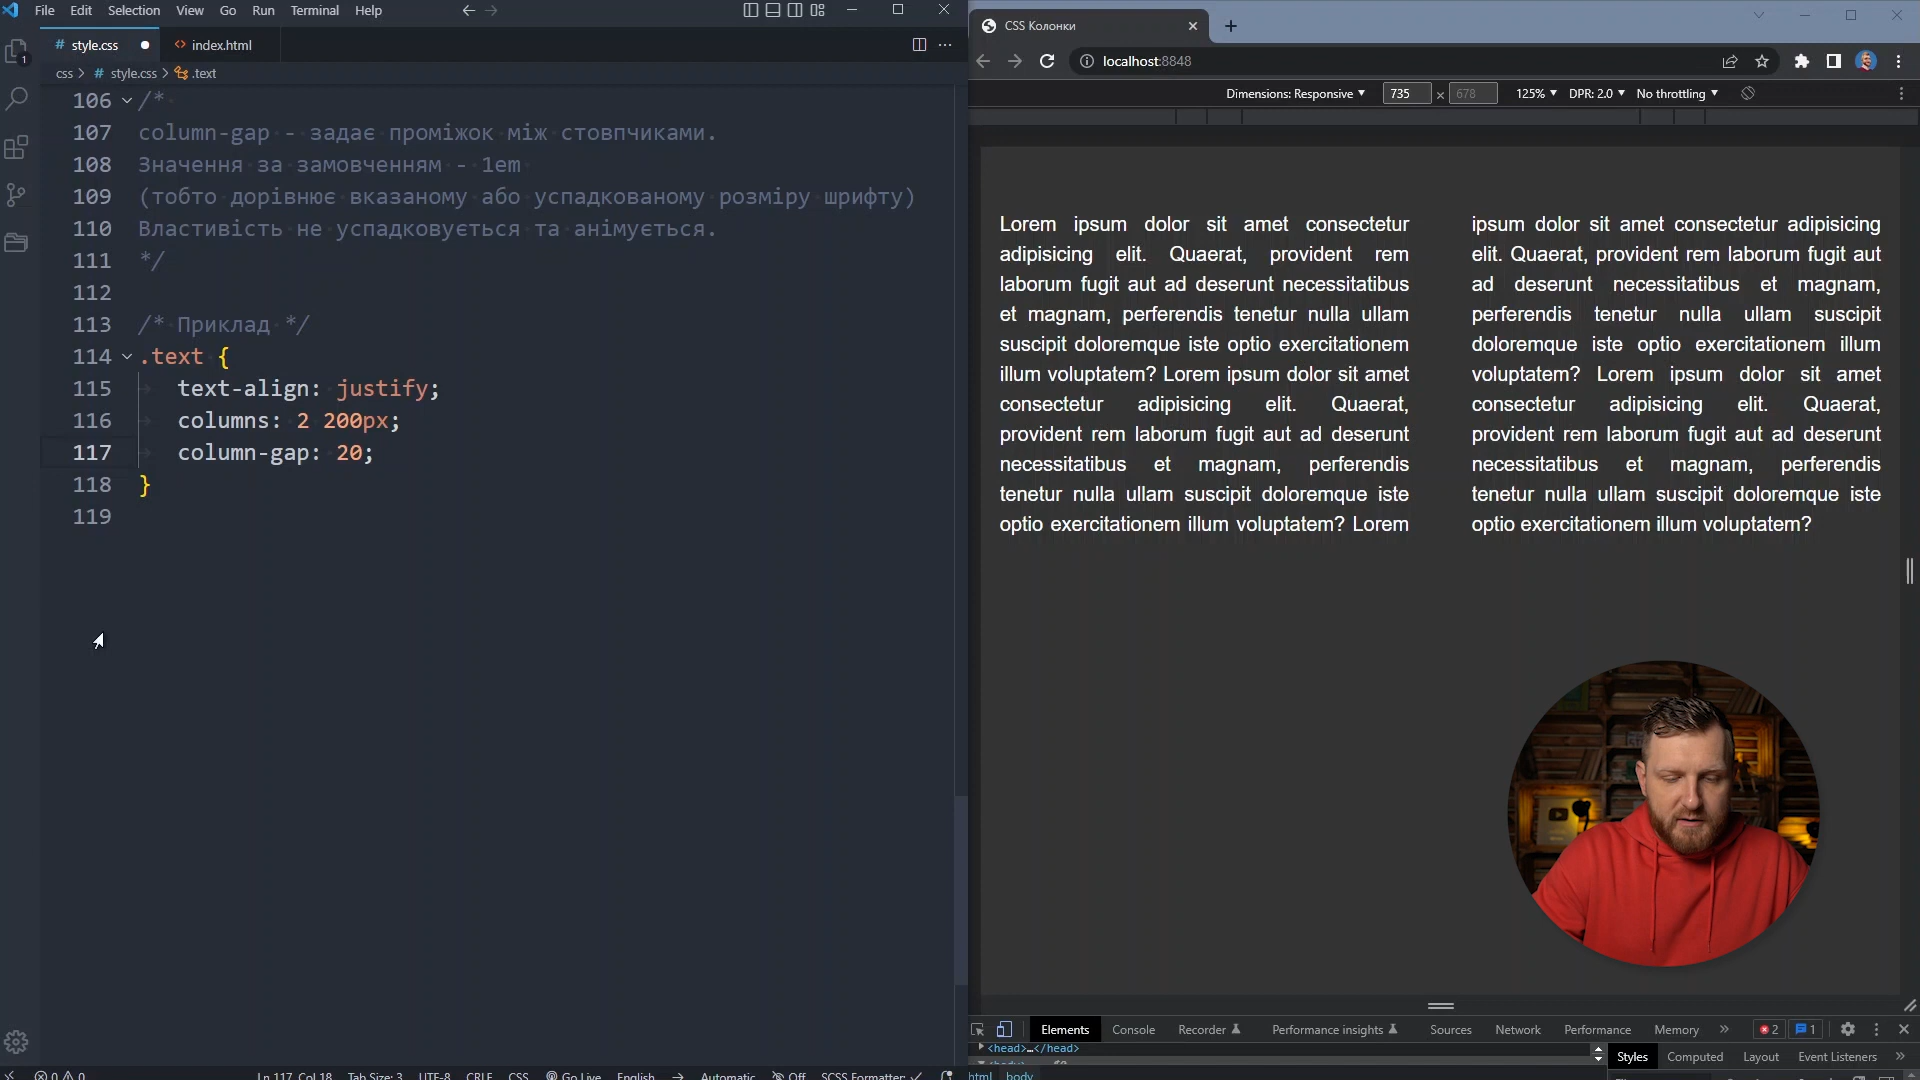 File Edit Selection View Go Run Terminal Help
# style.css
<> index.html
css > # style.css > .text
106 /*
107 column-gap - задає проміжок між стовпчиками.
108 Значення за замовченням - 1em
109 (тобто дорівнює вказаному або успадкованому розміру шрифту)
110 Властивість не успадковується та анімується.
111 */
112
113 /* Приклад */
114 .text {
115 text-align: justify;
116 columns: 2 200px;
117 column-gap: 20;
118 }
119
0 0 Ln 117, Col 18 Tab Size: 3 UTF-8 CRLF CSS Go Live English Automatic Off SCSS Formatter: ✓
CSS Колонки
localhost:8848
Dimensions: Responsive 735 × 678 125% DPR: 2.0 No throttling
Lorem ipsum dolor sit amet consectetur
adipisicing elit. Quaerat, provident rem
laborum fugit aut ad deserunt necessitatibus
et magnam, perferendis tenetur nulla ullam
suscipit doloremque iste optio exercitationem
illum voluptatem? Lorem ipsum dolor sit amet
consectetur adipisicing elit. Quaerat,
provident rem laborum fugit aut ad deserunt
necessitatibus et magnam, perferendis
tenetur nulla ullam suscipit doloremque iste
optio exercitationem illum voluptatem? Lorem
ipsum dolor sit amet consectetur adipisicing
elit. Quaerat, provident rem laborum fugit aut
ad deserunt necessitatibus et magnam,
perferendis tenetur nulla ullam suscipit
doloremque iste optio exercitationem illum
voluptatem? Lorem ipsum dolor sit amet
consectetur adipisicing elit. Quaerat,
provident rem laborum fugit aut ad deserunt
necessitatibus et magnam, perferendis
tenetur nulla ullam suscipit doloremque iste
optio exercitationem illum voluptatem?
Elements Console Recorder Performance insights Sources Network Performance Memory » 2 1
<head>…</head>
html body
Styles Computed Layout Event Listeners »